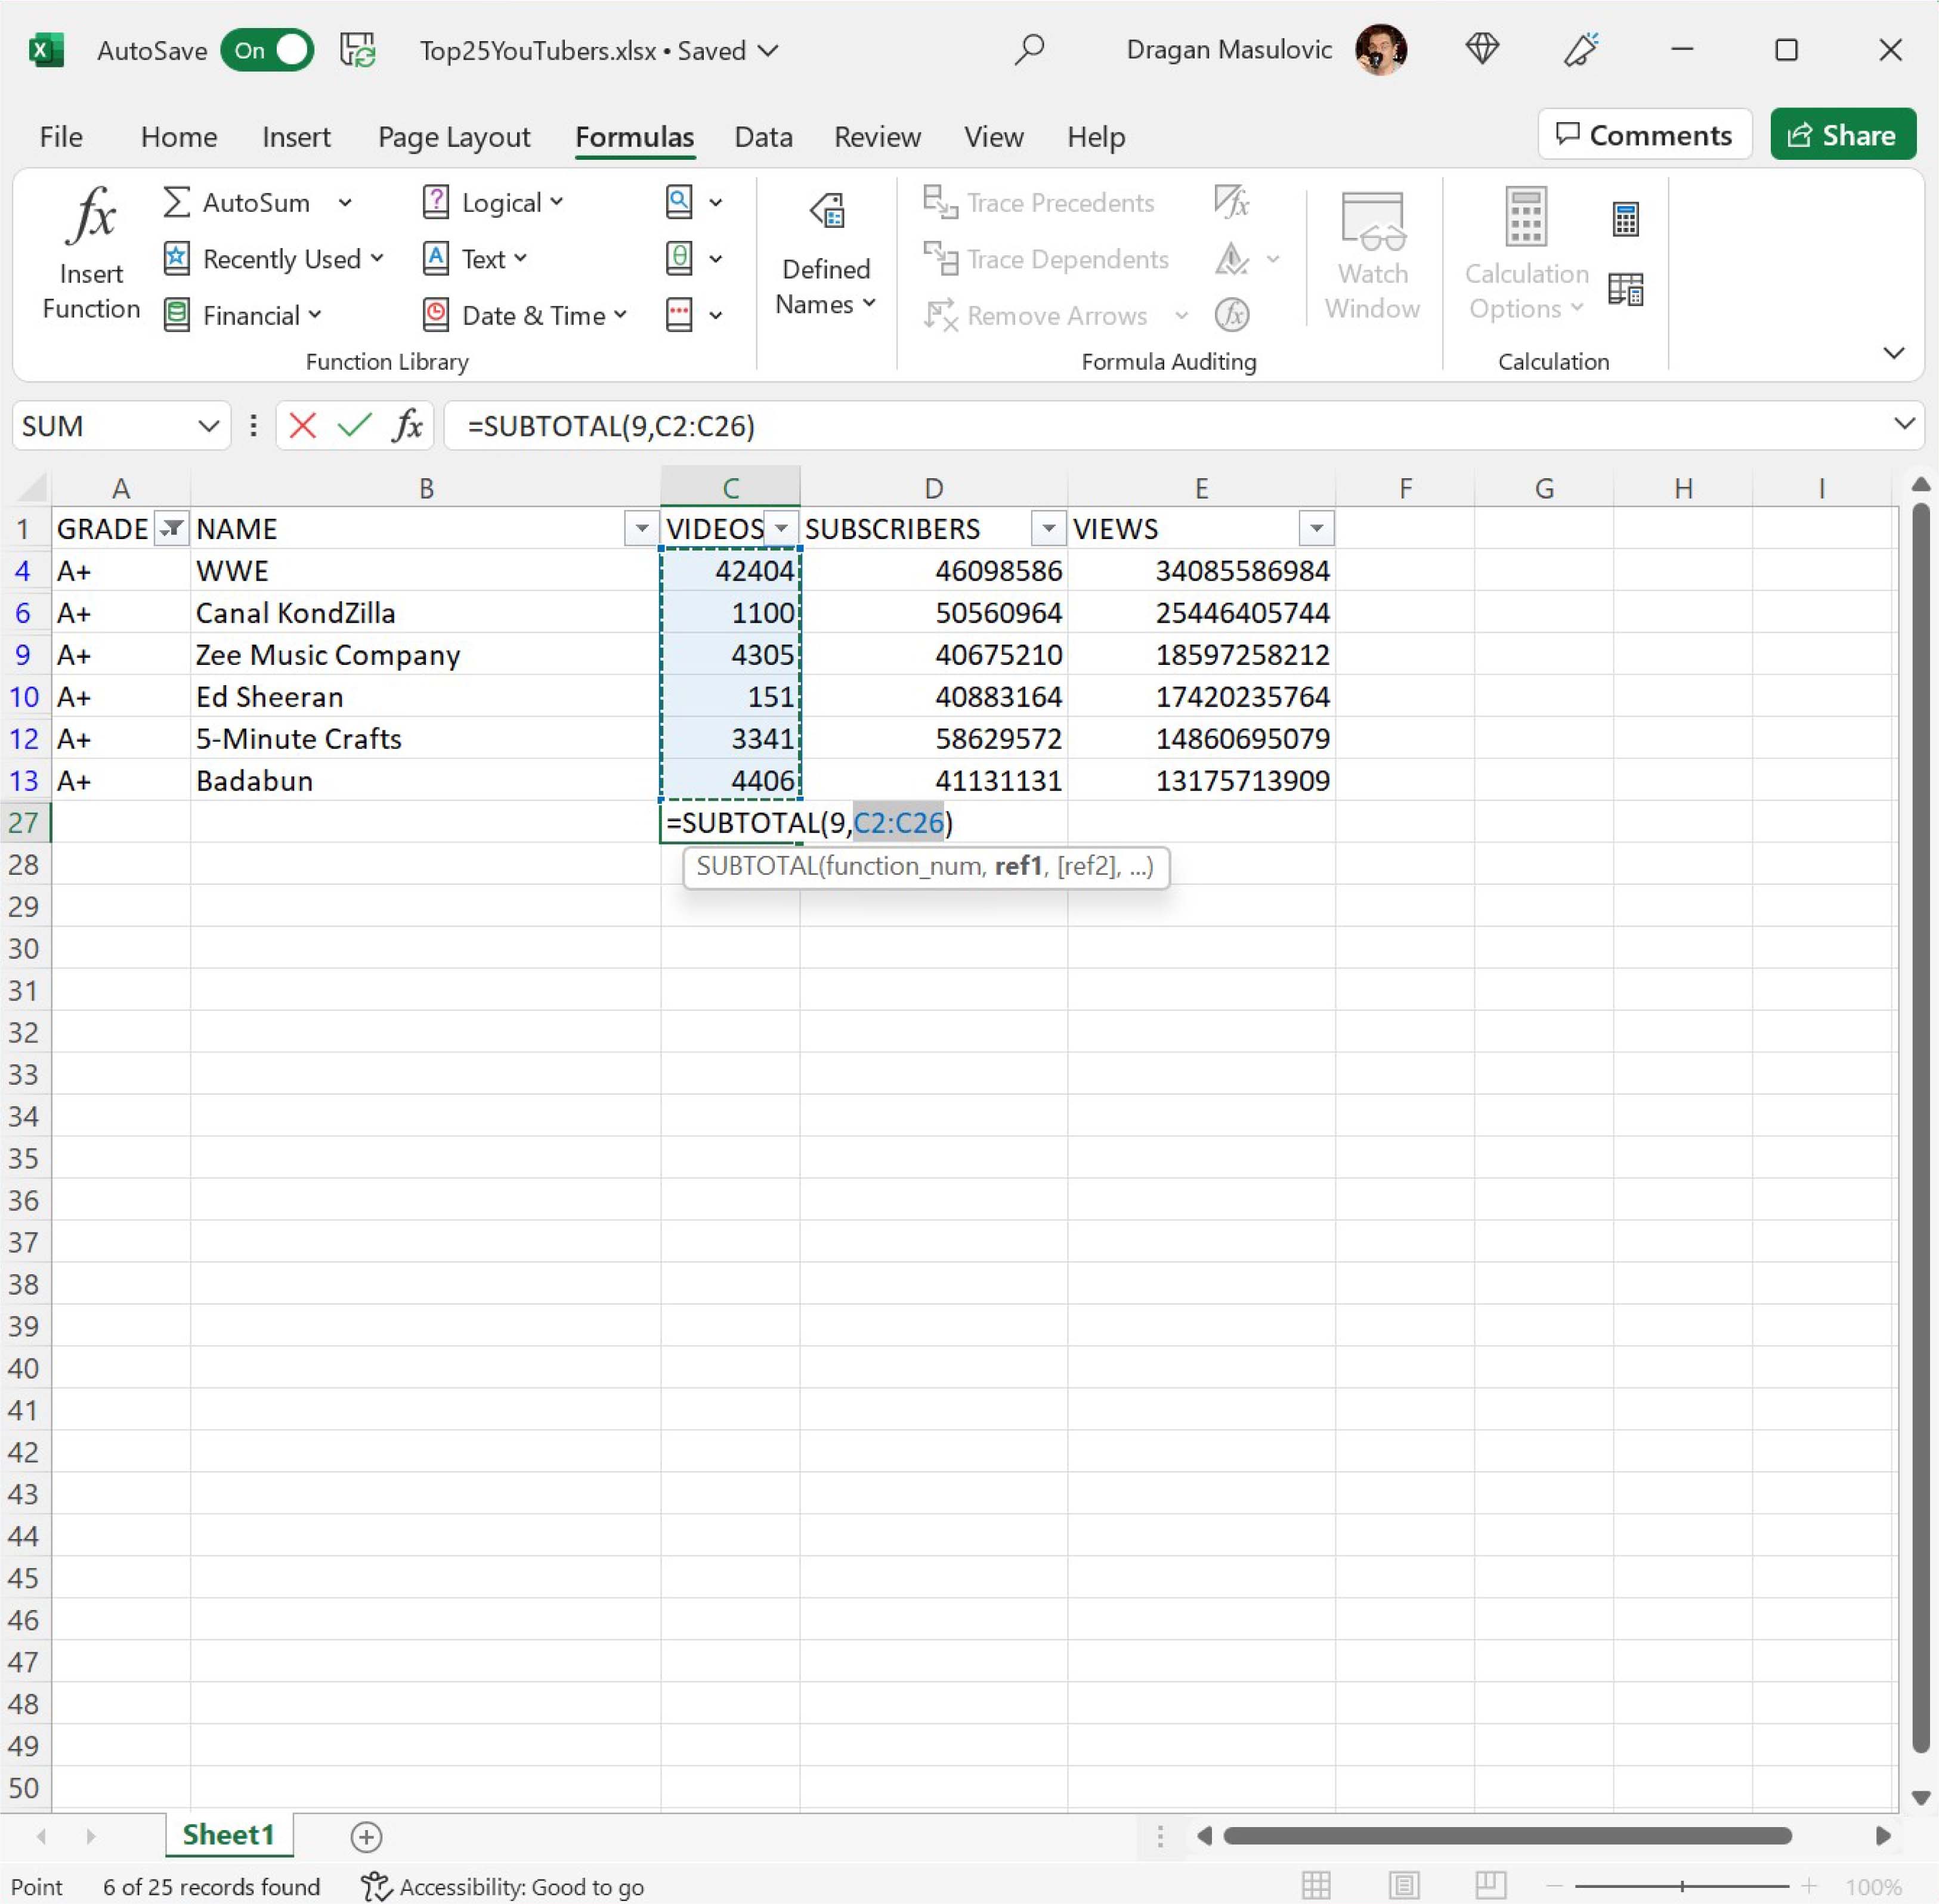 AutoSave On Top25YouTubers.xlsx • Saved Dragan Masulovic
File Home Insert Page Layout Formulas Data Review View Help Comments Share
fx Insert Function
AutoSum Logical
Recently Used Text
Financial Date & Time
Function Library
Defined Names
Trace Precedents
Trace Dependents
Remove Arrows
Formula Auditing
Watch Window
Calculation Options
Calculation
SUM fx =SUBTOTAL(9,C2:C26)
A B C D E F G H I
1 GRADE NAME VIDEOS SUBSCRIBERS VIEWS
4 A+ WWE 42404 46098586 34085586984
6 A+ Canal KondZilla 1100 50560964 25446405744
9 A+ Zee Music Company 4305 40675210 18597258212
10 A+ Ed Sheeran 151 40883164 17420235764
12 A+ 5-Minute Crafts 3341 58629572 14860695079
13 A+ Badabun 4406 41131131 13175713909
27 =SUBTOTAL(9,C2:C26)
28 SUBTOTAL(function_num, ref1, [ref2], ...)
29
30
31
32
33
34
35
36
37
38
39
40
41
42
43
44
45
46
47
48
49
50
Sheet1
Point 6 of 25 records found Accessibility: Good to go 100%